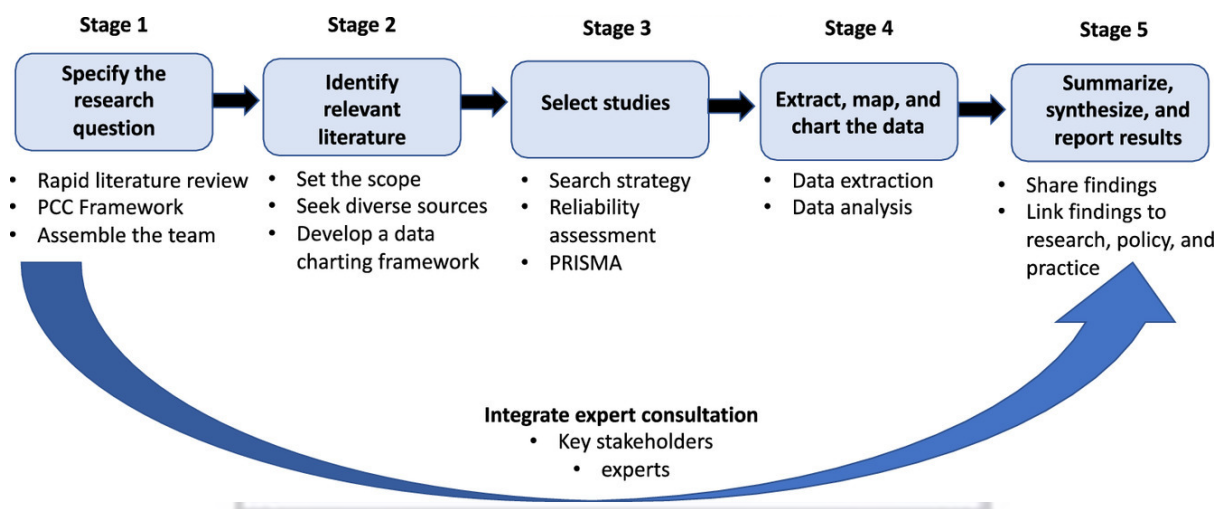 Stage 1
Specify the
research
question
• Rapid literature review
• PCC Framework
• Assemble the team
Stage 2
Identify
relevant
literature
• Set the scope
• Seek diverse sources
• Develop a data
charting framework
Stage 3
Select studies
• Search strategy
• Reliability
assessment
• PRISMA
Stage 4
Extract, map, and
chart the data
• Data extraction
• Data analysis
Stage 5
Summarize,
synthesize, and
report results
• Share findings
• Link findings to
research, policy, and
practice
Integrate expert consultation
• Key stakeholders
• experts